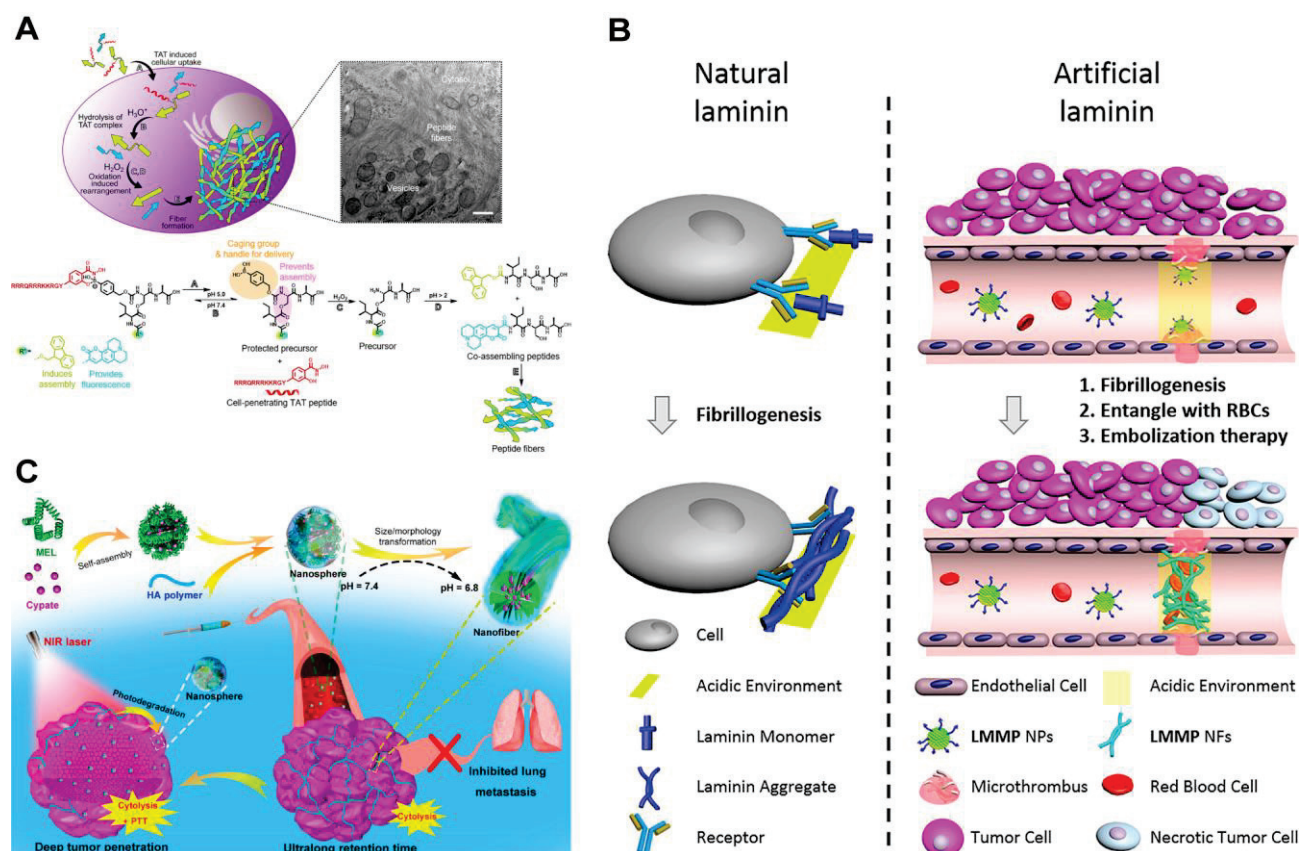 A
TAT induced
cellular uptake
A
H3O+
Hydrolysis of
TAT complex
B
H2O2
C, D
Oxidation
induced
rearrangement
Fiber
formation
Cytosol
Peptide
fibers
Vesicles
Caging group
& handle for delivery
Prevents
assembly
RRRQRRRKKRGY
A
pH 5.0
pH 7.4
B
H2O2
C
pH > 2
D
Protected precursor
Precursor
+
+
Co-assembling peptides
Induces
assembly
Provides
fluorescence
RRRQRRRKKRGY
Cell-penetrating TAT peptide
E
Peptide fibers
B
Natural
laminin
Artificial
laminin
Fibrillogenesis
1. Fibrillogenesis
2. Entangle with RBCs
3. Embolization therapy
Cell
Acidic Environment
Laminin Monomer
Laminin Aggregate
Receptor
Endothelial Cell
Acidic Environment
LMMP NPs
LMMP NFs
Microthrombus
Red Blood Cell
Tumor Cell
Necrotic Tumor Cell
C
MEL
Self-assembly
Cypate
HA polymer
Nanosphere
Size/morphology
transformation
pH = 7.4
pH = 6.8
Nanofiber
NIR laser
Nanosphere
Photodegradation
Cytolysis
+ PTT
Deep tumor penetration
Cytolysis
Ultralong retention time
Inhibited lung
metastasis